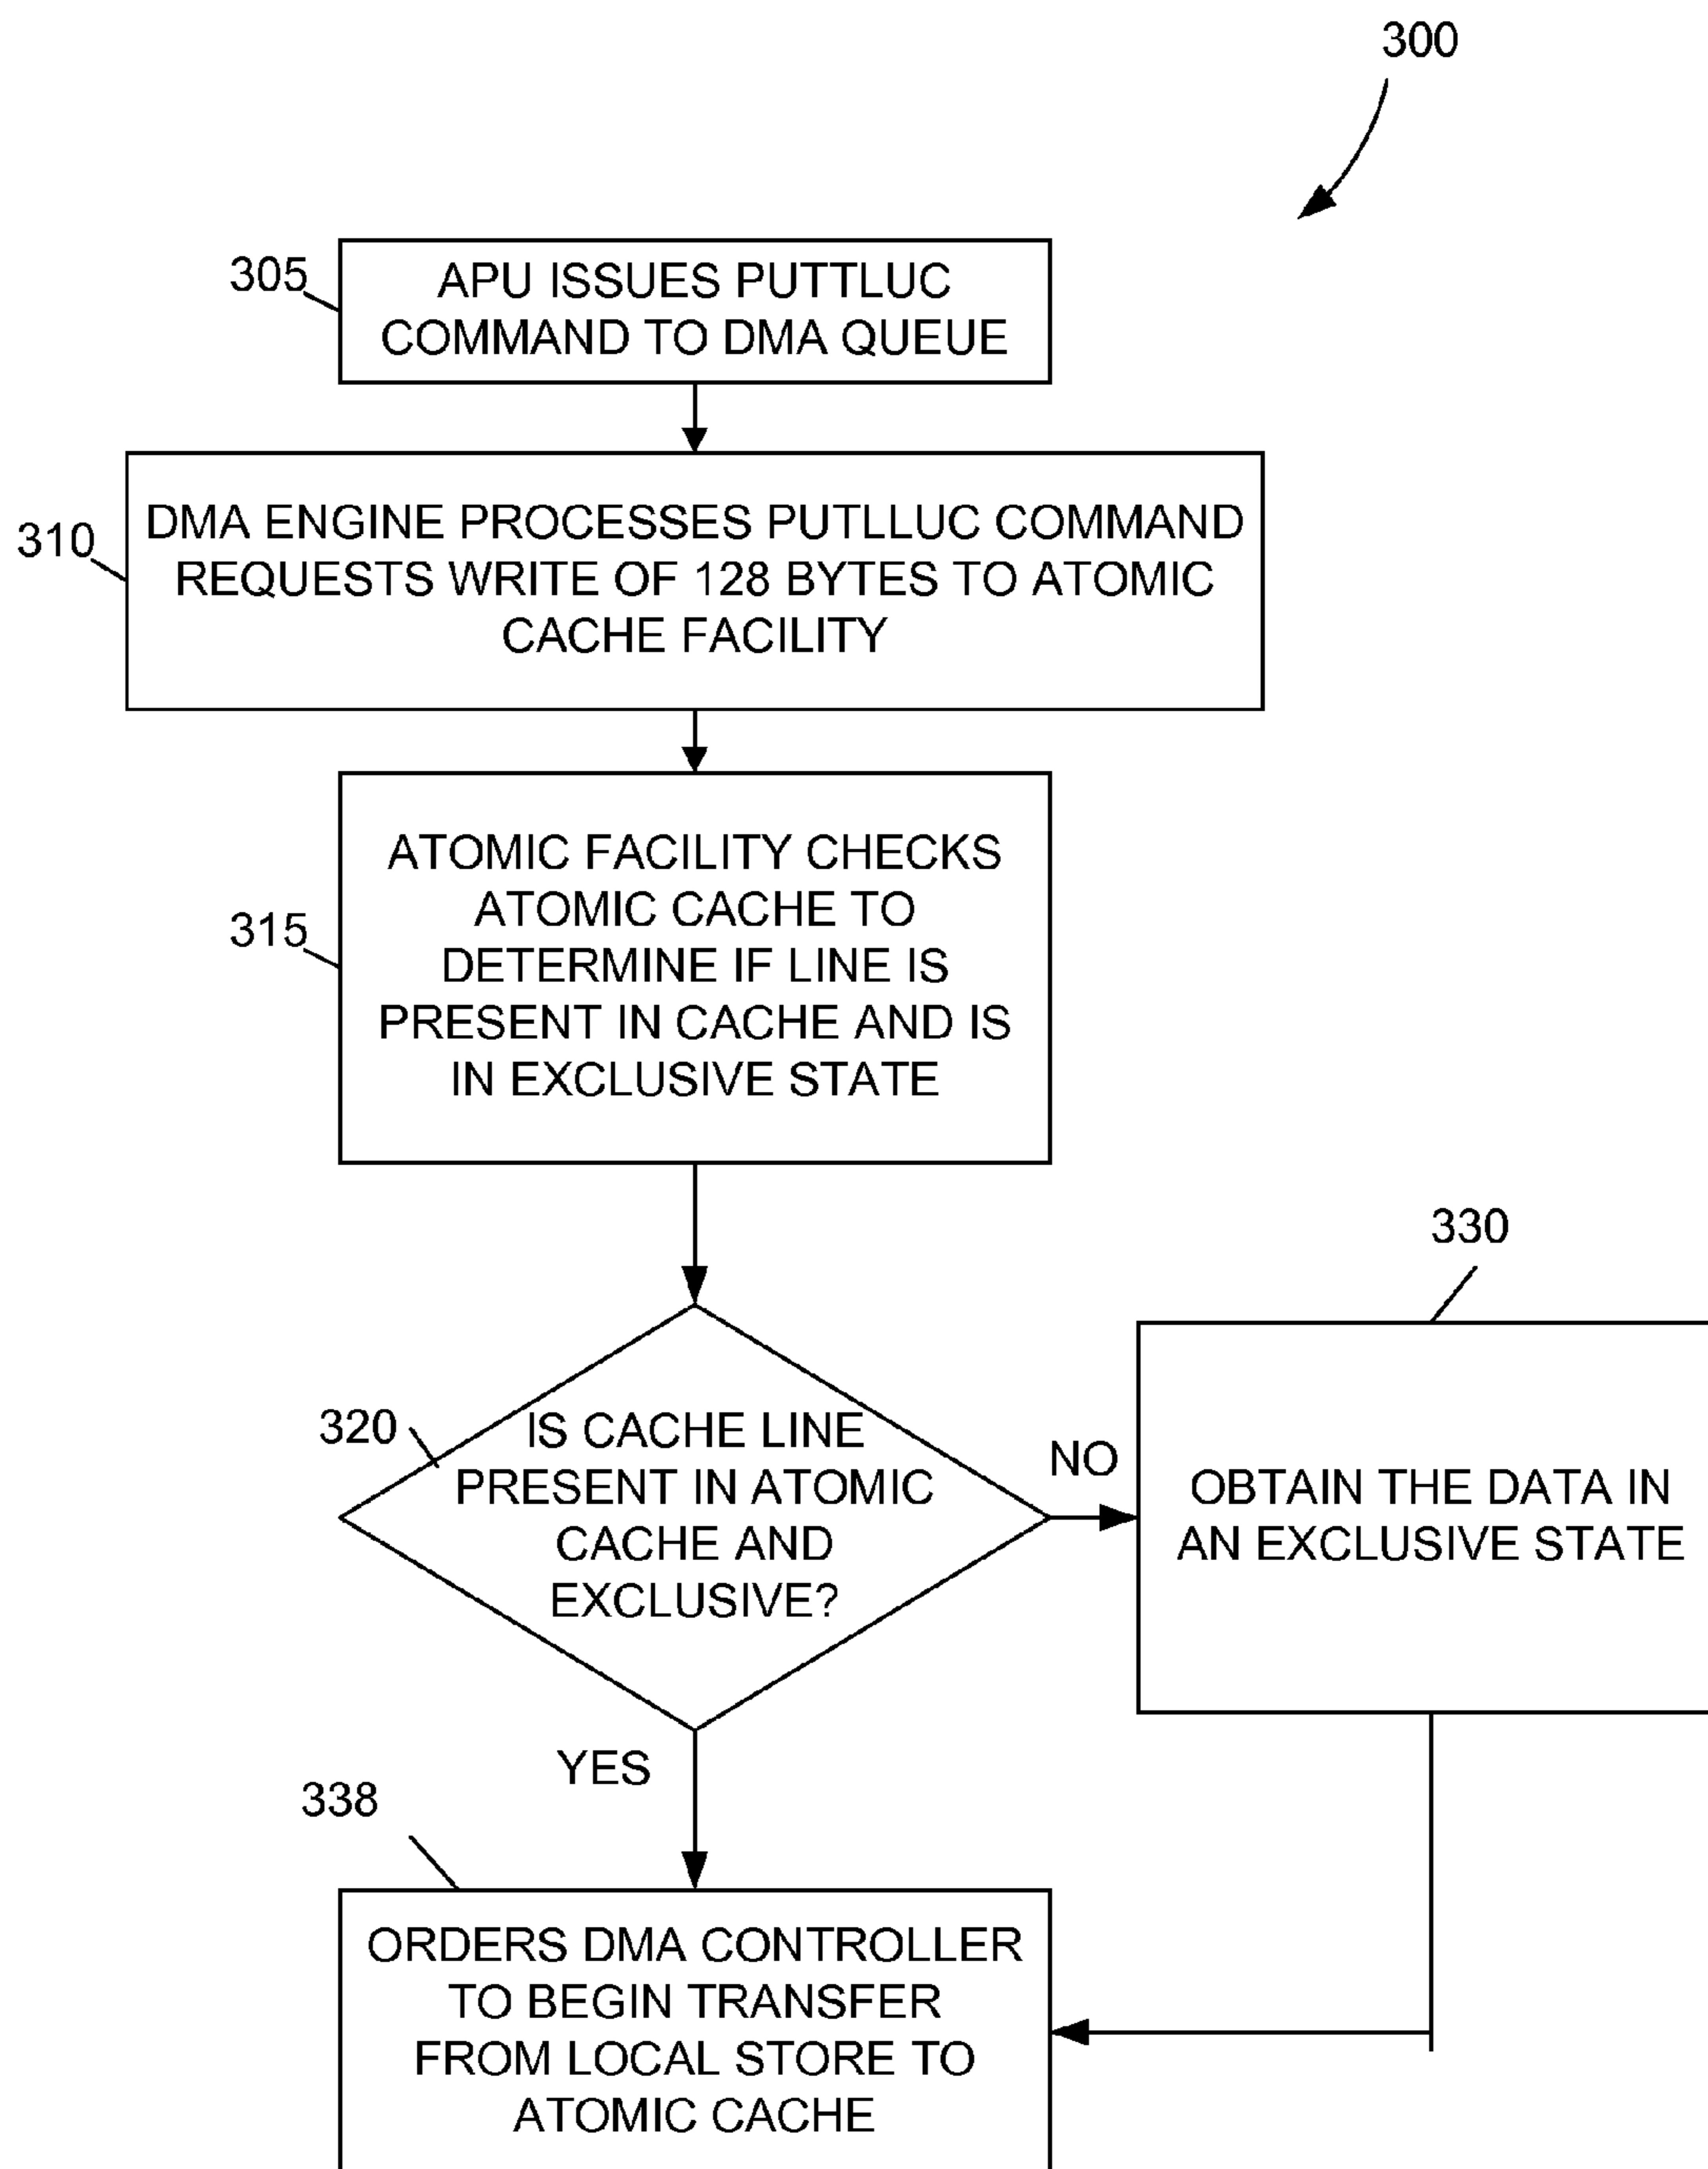 300
305
APU ISSUES PUTTLUC
COMMAND TO DMA QUEUE
310
DMA ENGINE PROCESSES PUTLLUC COMMAND
REQUESTS WRITE OF 128 BYTES TO ATOMIC
CACHE FACILITY
315
ATOMIC FACILITY CHECKS
ATOMIC CACHE TO
DETERMINE IF LINE IS
PRESENT IN CACHE AND IS
IN EXCLUSIVE STATE
320
IS CACHE LINE
PRESENT IN ATOMIC
CACHE AND
EXCLUSIVE?
NO
330
OBTAIN THE DATA IN
AN EXCLUSIVE STATE
YES
338
ORDERS DMA CONTROLLER
TO BEGIN TRANSFER
FROM LOCAL STORE TO
ATOMIC CACHE